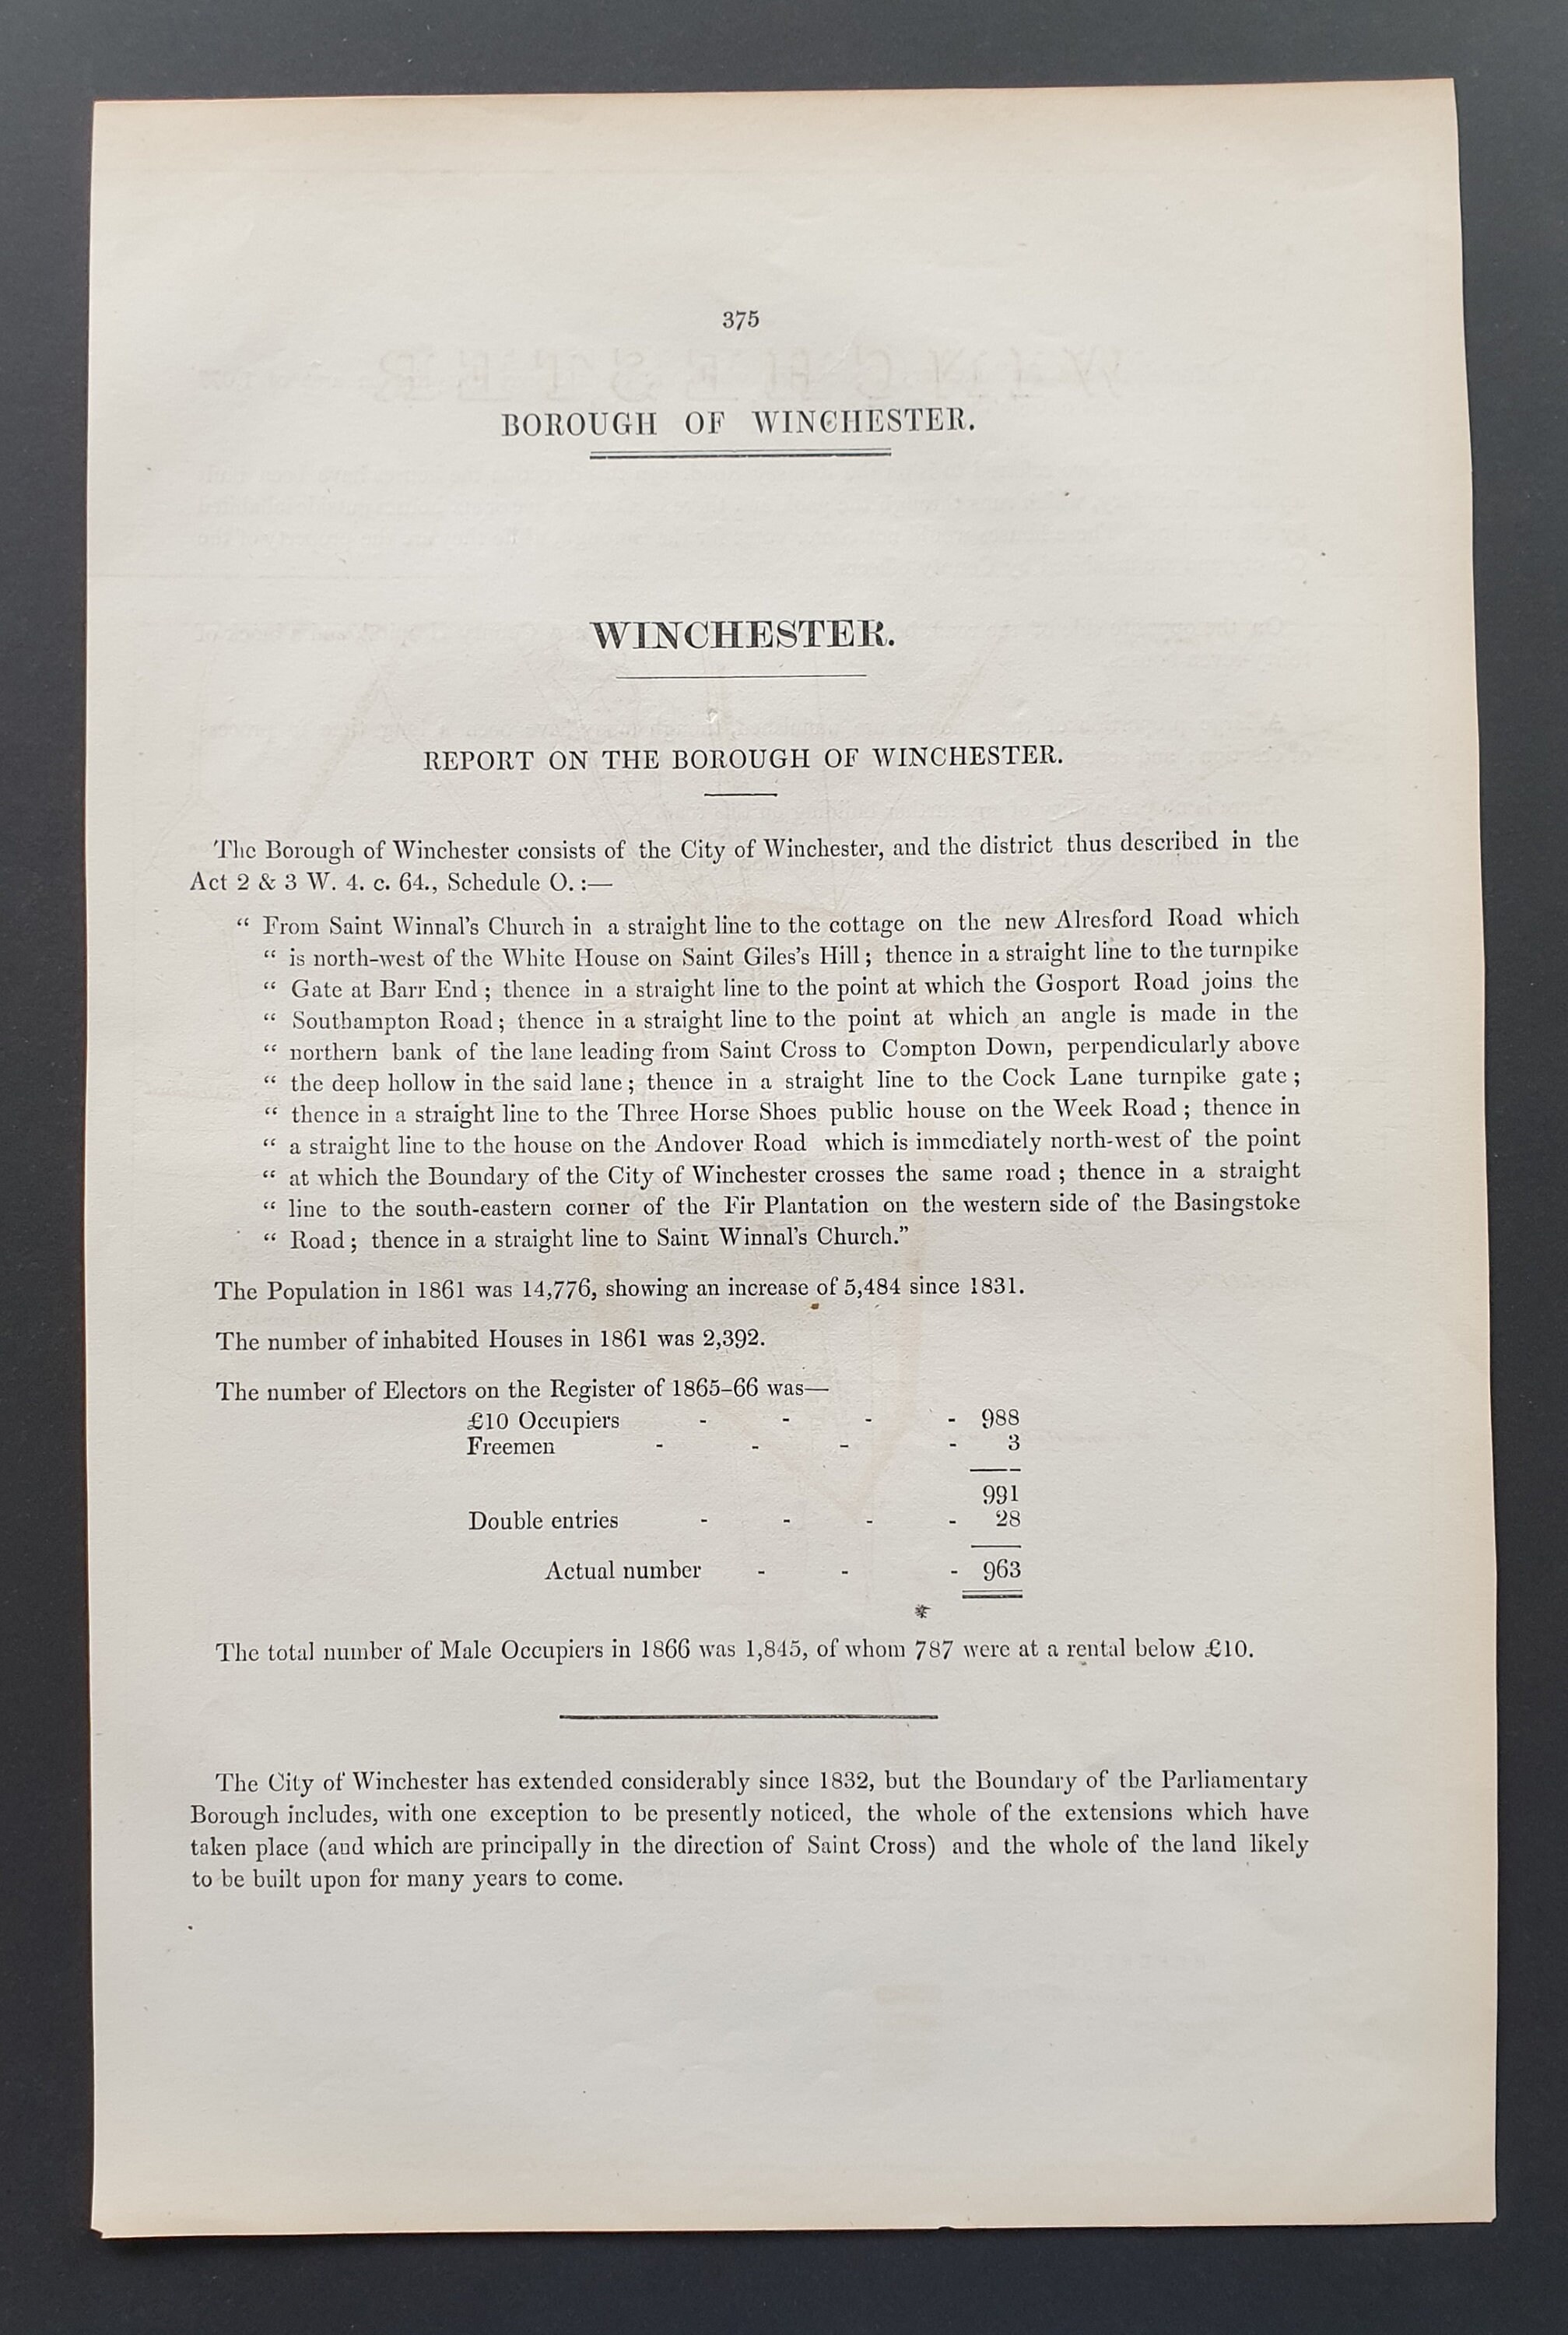 375
BOROUGH OF WINCHESTER.
WINCHESTER.
REPORT ON THE BOROUGH OF WINCHESTER.
The Borough of Winchester consists of the City of Winchester, and the district thus described in the
Act 2 & 3 W. 4. c. 64., Schedule O. :—
“ From Saint Winnal's Church in a straight line to the cottage on the new Alresford Road which
“ is north-west of the White House on Saint Giles's Hill ; thence in a straight line to the turnpike
“ Gate at Barr End ; thence in a straight line to the point at which the Gosport Road joins the
“ Southampton Road ; thence in a straight line to the point at which an angle is made in the
“ northern bank of the lane leading from Saint Cross to Compton Down, perpendicularly above
“ the deep hollow in the said lane ; thence in a straight line to the Cock Lane turnpike gate ;
“ thence in a straight line to the Three Horse Shoes public house on the Week Road ; thence in
“ a straight line to the house on the Andover Road which is immediately north-west of the point
“ at which the Boundary of the City of Winchester crosses the same road ; thence in a straight
“ line to the south-eastern corner of the Fir Plantation on the western side of the Basingstoke
“ Road ; thence in a straight line to Saint Winnal's Church.”
The Population in 1861 was 14,776, showing an increase of 5,484 since 1831.
The number of inhabited Houses in 1861 was 2,392.
The number of Electors on the Register of 1865–66 was—
£10 Occupiers - - - - 988
Freemen - - - - 3
991
Double entries - - - - 28
Actual number - - - 963
The total number of Male Occupiers in 1866 was 1,845, of whom 787 were at a rental below £10.
The City of Winchester has extended considerably since 1832, but the Boundary of the Parliamentary
Borough includes, with one exception to be presently noticed, the whole of the extensions which have
taken place (and which are principally in the direction of Saint Cross) and the whole of the land likely
to be built upon for many years to come.